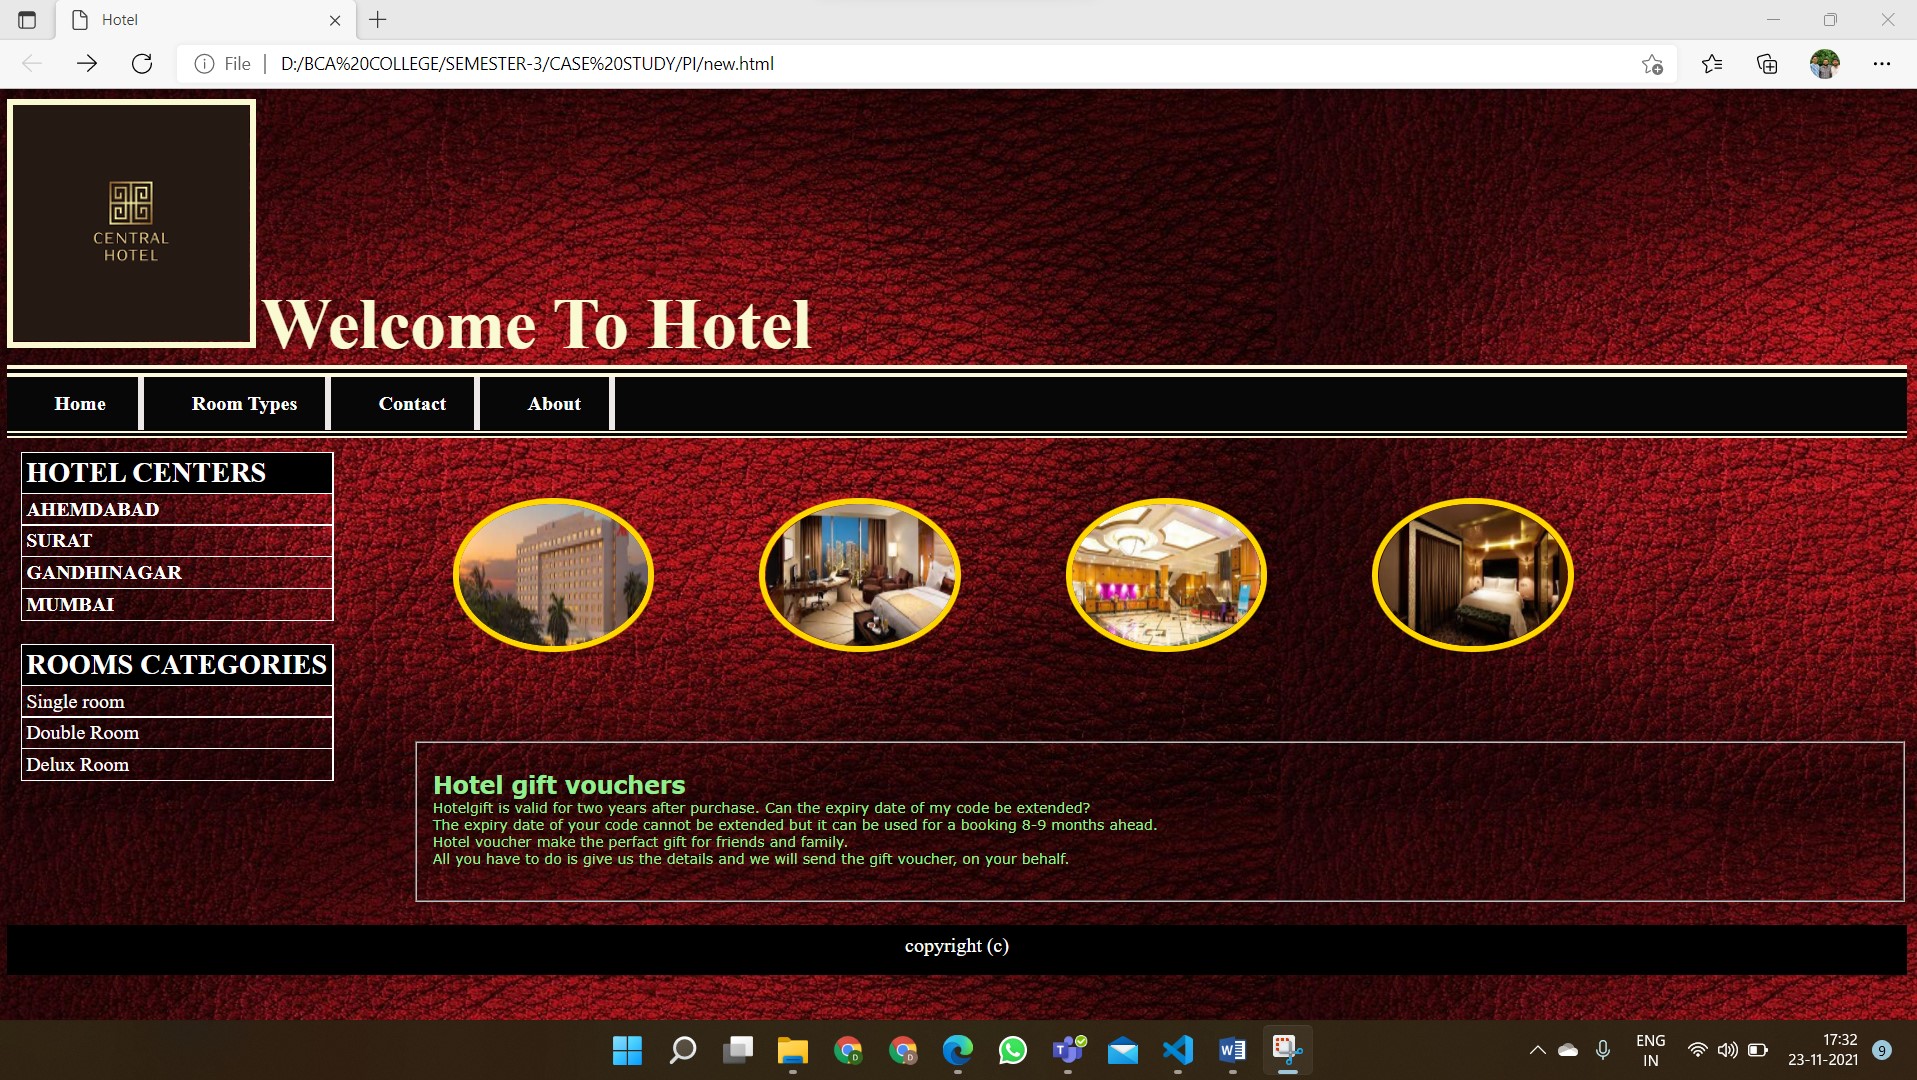 Hotel
File
D:/BCA%20COLLEGE/SEMESTER-3/CASE%20STUDY/PI/new.html
CENTRAL
HOTEL
Welcome To Hotel
Home Room Types Contact About
HOTEL CENTERS
AHEMDABAD
SURAT
GANDHINAGAR
MUMBAI
ROOMS CATEGORIES
Single room
Double Room
Delux Room
Hotel gift vouchers
Hotelgift is valid for two years after purchase. Can the expiry date of my code be extended?
The expiry date of your code cannot be extended but it can be used for a booking 8-9 months ahead.
Hotel voucher make the perfact gift for friends and family.
All you have to do is give us the details and we will send the gift voucher, on your behalf.
copyright (c)
D
D
T
W
ENG
IN
17:32
23-11-2021
9